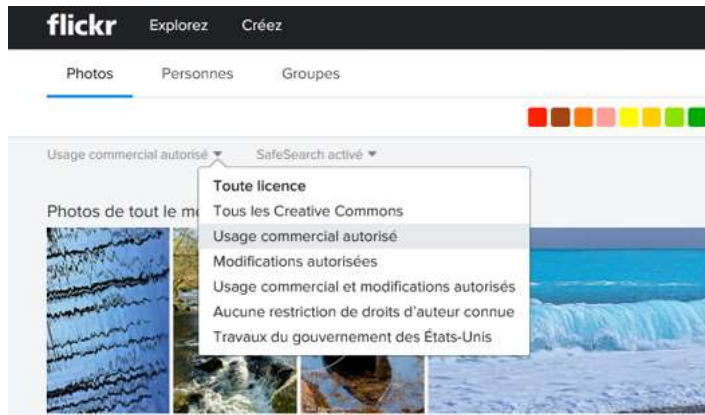 flickr Explorez Créez
Photos Personnes Groupes
Usage commercial autorisé SafeSearch activé
Toute licence
Photos de tout le
Tous les Creative Commons
Usage commercial autorisé
Modifications autorisées
Usage commercial et modifications autorisés
Aucune restriction de droits d'auteur connue
Travaux du gouvernement des États-Unis